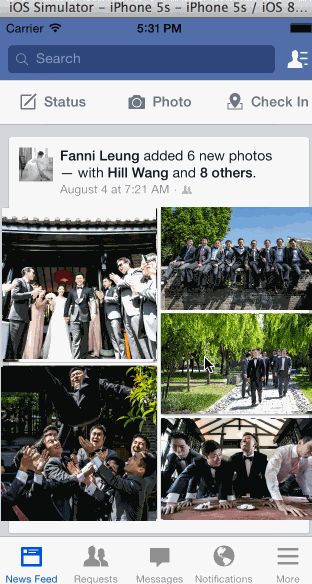 iOS Simulator – iPhone 5s – iPhone 5s / iOS 8...
Carrier 5:31 PM
Search
Status Photo Check In
Fanni Leung added 6 new photos
— with Hill Wang and 8 others.
August 4 at 7:21 AM ·
News Feed Requests Messages Notifications More